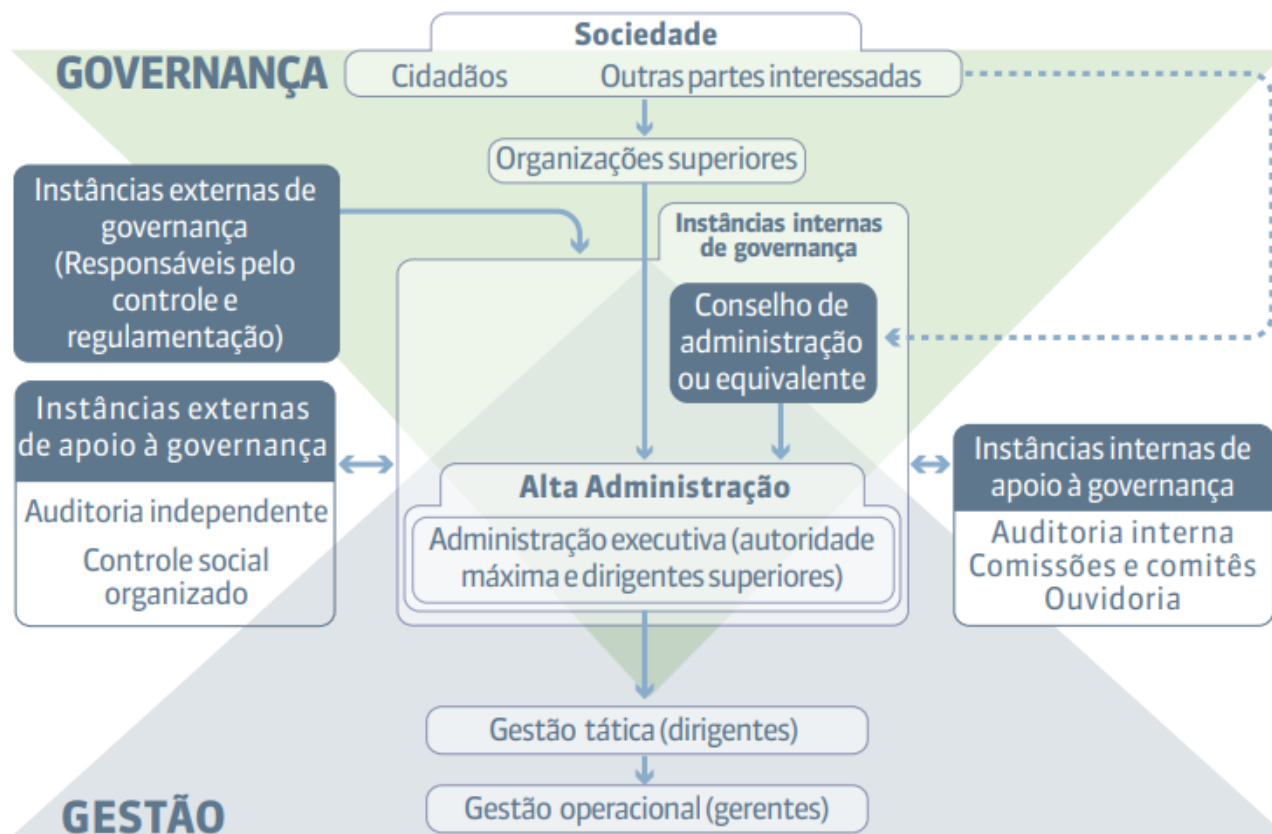 Sociedade
GOVERNANÇA
Cidadãos
Outras partes interessadas
Organizações superiores
Instâncias externas de
governança
(Responsáveis pelo
controle e
regulamentação)
Instâncias internas
de governança
Conselho de
administração
ou equivalente
Instâncias externas
de apoio à governança
Auditoria independente
Controle social
organizado
Alta Administração
Administração executiva (autoridade
máxima e dirigentes superiores)
Instâncias internas de
apoio à governança
Auditoria interna
Comissões e comitês
Ouvidoria
Gestão tática (dirigentes)
Gestão operacional (gerentes)
GESTÃO